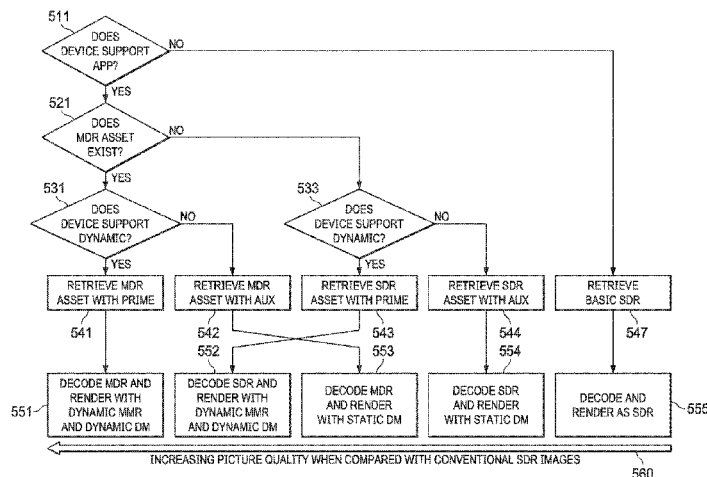 511
DOES
DEVICE SUPPORT
APP?
NO
YES
521
DOES
MDR ASSET
EXIST?
NO
YES
531
DOES
DEVICE SUPPORT
DYNAMIC?
NO
YES
533
DOES
DEVICE SUPPORT
DYNAMIC?
NO
YES
RETRIEVE MDR
ASSET WITH PRIME
541
RETRIEVE MDR
ASSET WITH AUX
542
RETRIEVE SDR
ASSET WITH PRIME
543
RETRIEVE SDR
ASSET WITH AUX
544
RETRIEVE
BASIC SDR
547
551
DECODE MDR AND
RENDER WITH
DYNAMIC MMR
AND DYNAMIC DM
552
DECODE SDR AND
RENDER WITH
DYNAMIC MMR
AND DYNAMIC DM
553
DECODE MDR
AND RENDER
WITH STATIC DM
554
DECODE SDR
AND RENDER
WITH STATIC DM
555
DECODE AND
RENDER AS SDR
INCREASING PICTURE QUALITY WHEN COMPARED WITH CONVENTIONAL SDR IMAGES
560